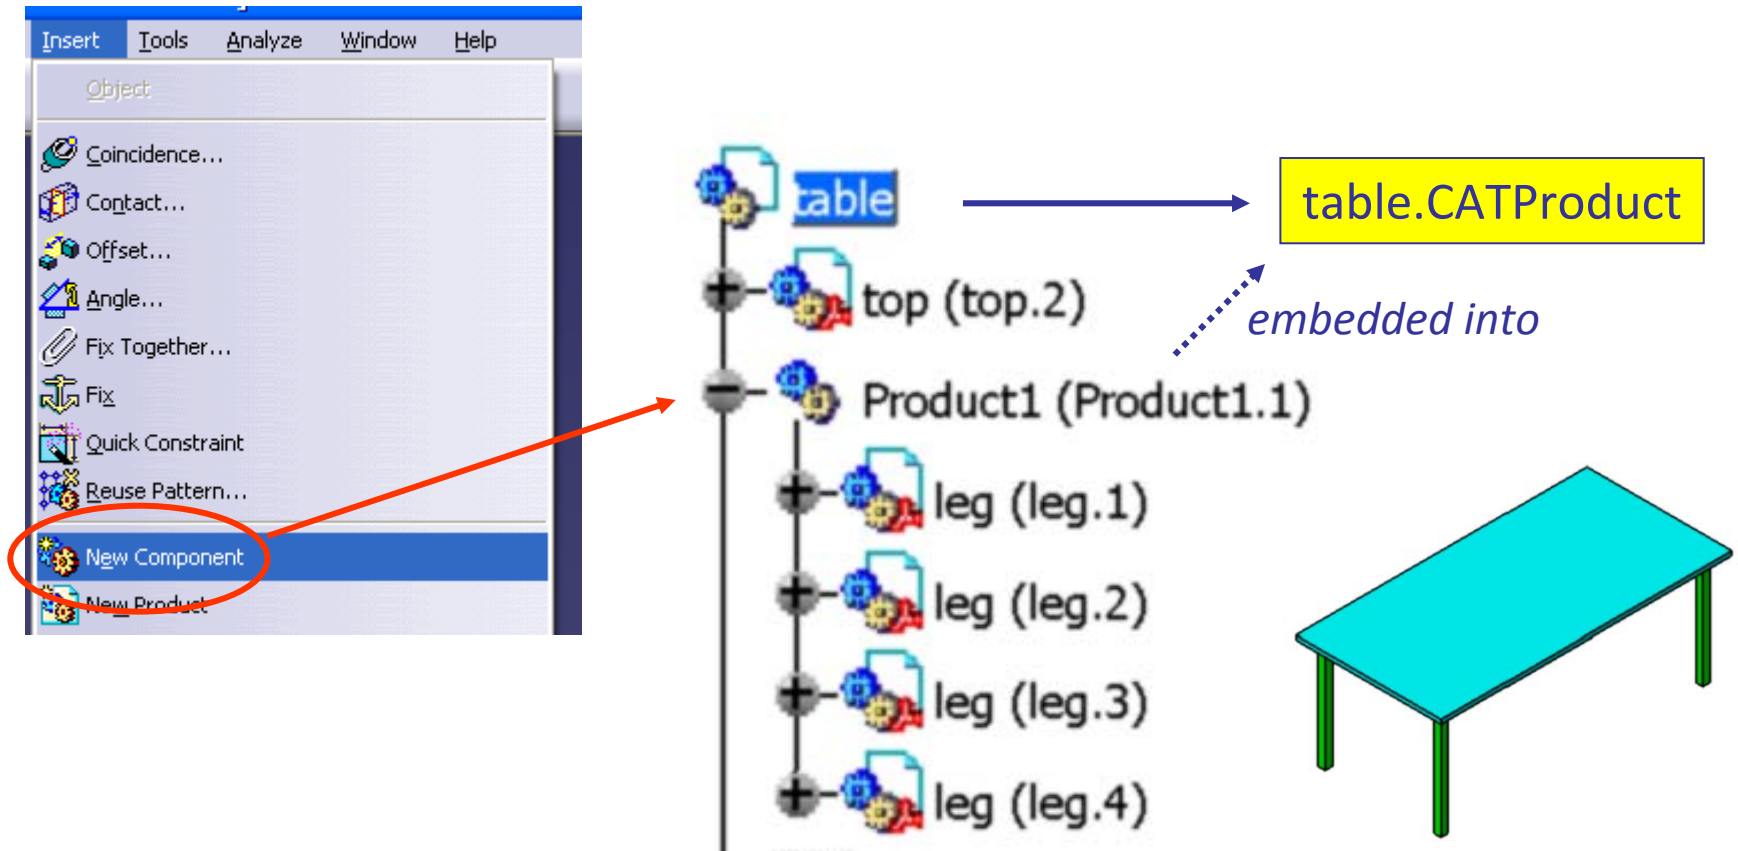 Insert Tools Analyze Window Help
Object
Coincidence...
Contact...
Offset...
Angle...
Fix Together...
Fix
Quick Constraint
Reuse Pattern...
New Component
New Product
table
top (top.2)
Product1 (Product1.1)
leg (leg.1)
leg (leg.2)
leg (leg.3)
leg (leg.4)
table.CATProduct
embedded into